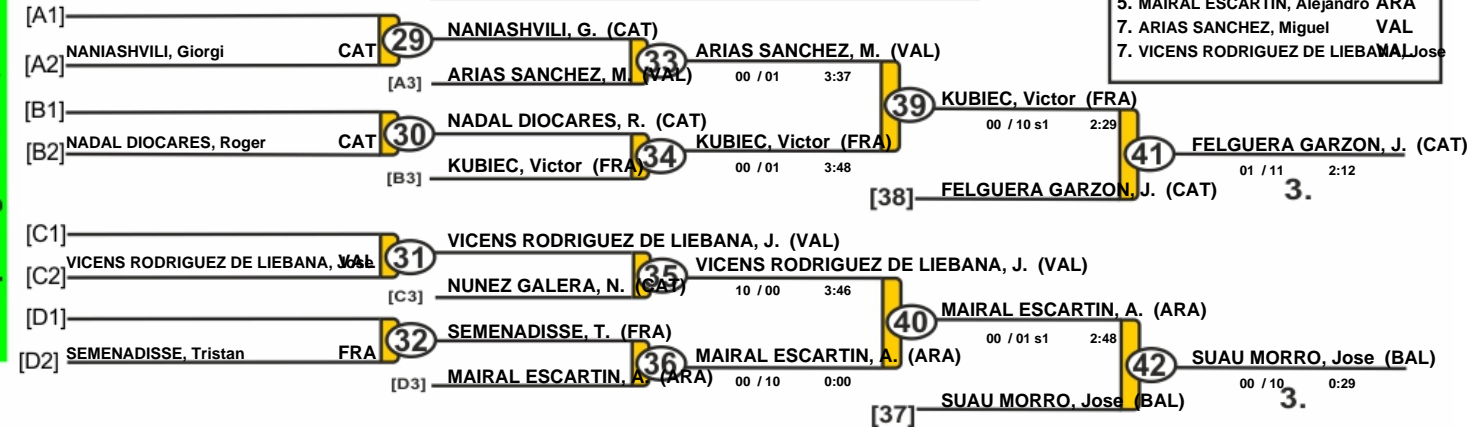 5. MAIRAL ESCARTIN, Alejandro ARA
7. ARIAS SANCHEZ, Miguel VAL
7. VICENS RODRIGUEZ DE LIEBANA, Jose VAL
[A1]
[A2] NANIASHVILI, Giorgi CAT
29
NANIASHVILI, G. (CAT)
[A3] ARIAS SANCHEZ, M. (VAL)
33
ARIAS SANCHEZ, M. (VAL)
00 / 01 3:37
[B1]
[B2] NADAL DIOCARES, Roger CAT
30
NADAL DIOCARES, R. (CAT)
[B3] KUBIEC, Victor (FRA)
34
KUBIEC, Victor (FRA)
00 / 01 3:48
39
KUBIEC, Victor (FRA)
00 / 10 s1 2:29
[38] FELGUERA GARZON, J. (CAT)
41
FELGUERA GARZON, J. (CAT)
01 / 11 2:12
3.
[C1]
[C2] VICENS RODRIGUEZ DE LIEBANA, Jose VAL
31
VICENS RODRIGUEZ DE LIEBANA, J. (VAL)
[C3] NUNEZ GALERA, N. (CAT)
35
VICENS RODRIGUEZ DE LIEBANA, J. (VAL)
10 / 00 3:46
[D1]
[D2] SEMENADISSE, Tristan FRA
32
SEMENADISSE, T. (FRA)
[D3] MAIRAL ESCARTIN, A. (ARA)
36
MAIRAL ESCARTIN, A. (ARA)
00 / 10 0:00
40
MAIRAL ESCARTIN, A. (ARA)
00 / 01 s1 2:48
[37] SUAU MORRO, Jose (BAL)
42
SUAU MORRO, Jose (BAL)
00 / 10 0:29
3.